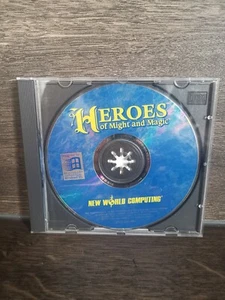 HEROES
of Might and Magic
NEW WORLD COMPUTING